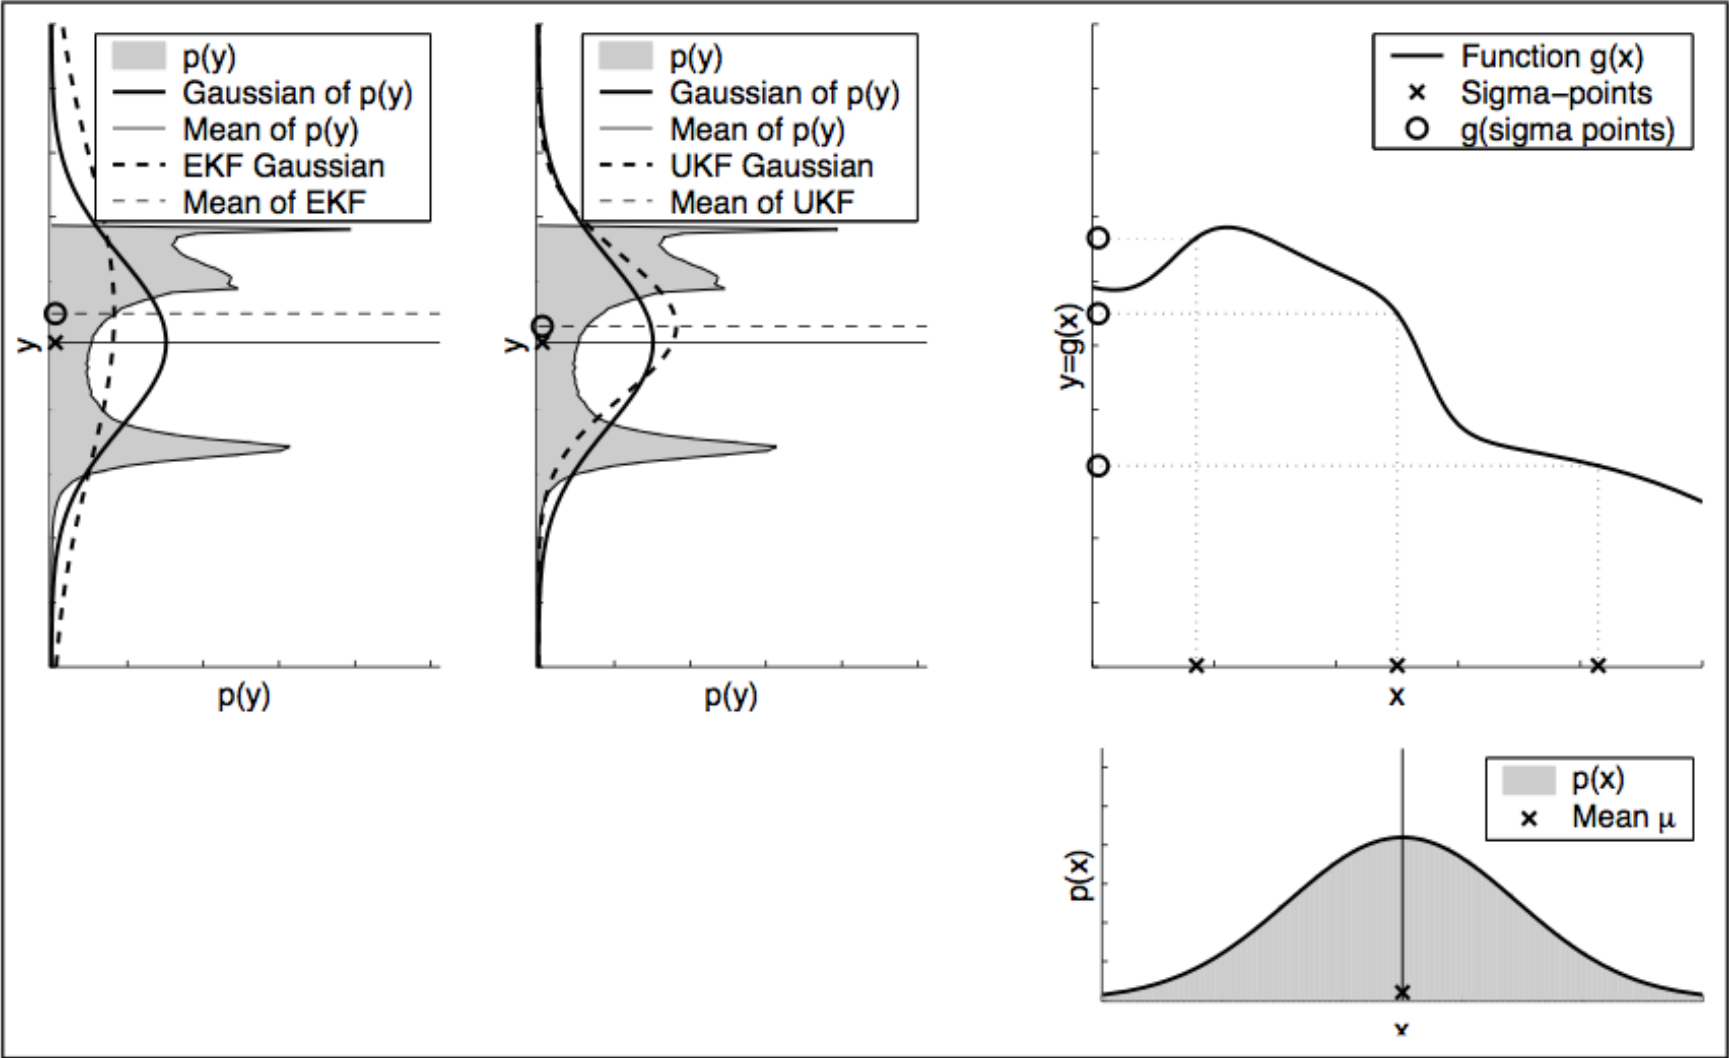 p(y)
Gaussian of p(y)
Mean of p(y)
EKF Gaussian
Mean of EKF
y
p(y)
p(y)
Gaussian of p(y)
Mean of p(y)
UKF Gaussian
Mean of UKF
y
p(y)
Function g(x)
Sigma−points
g(sigma points)
y=g(x)
x
p(x)
Mean μ
p(x)
x